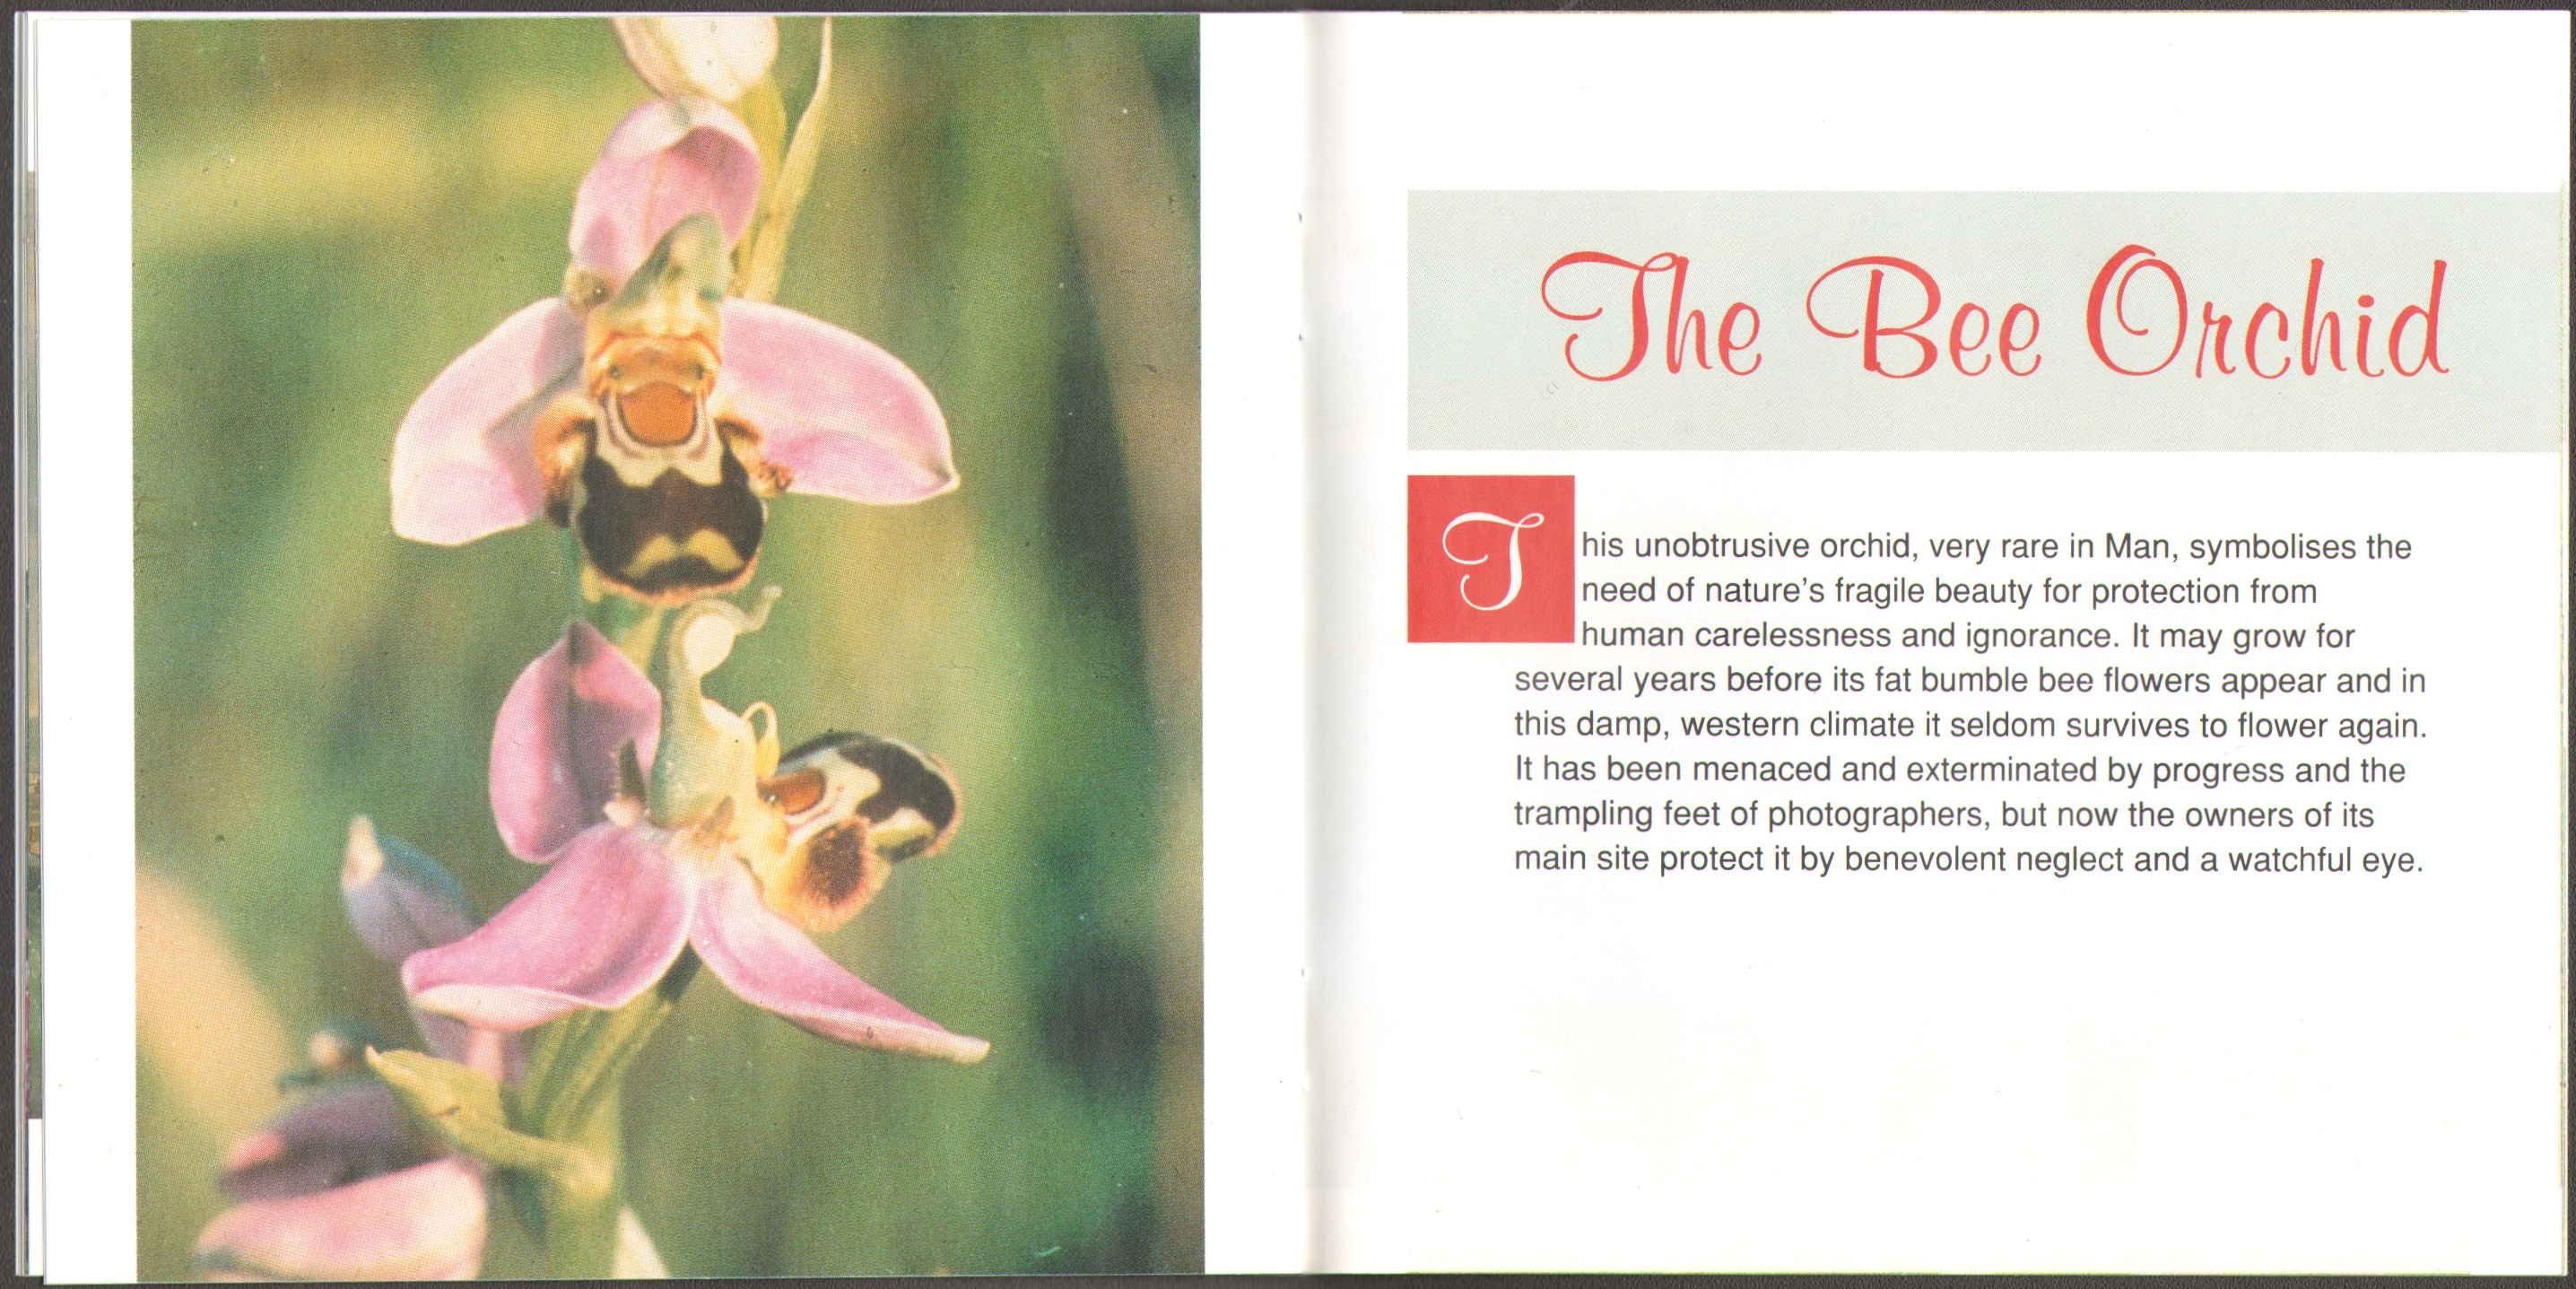 The Bee Orchid
This unobtrusive orchid, very rare in Man, symbolises the
need of nature's fragile beauty for protection from
human carelessness and ignorance. It may grow for
several years before its fat bumble bee flowers appear and in
this damp, western climate it seldom survives to flower again.
It has been menaced and exterminated by progress and the
trampling feet of photographers, but now the owners of its
main site protect it by benevolent neglect and a watchful eye.